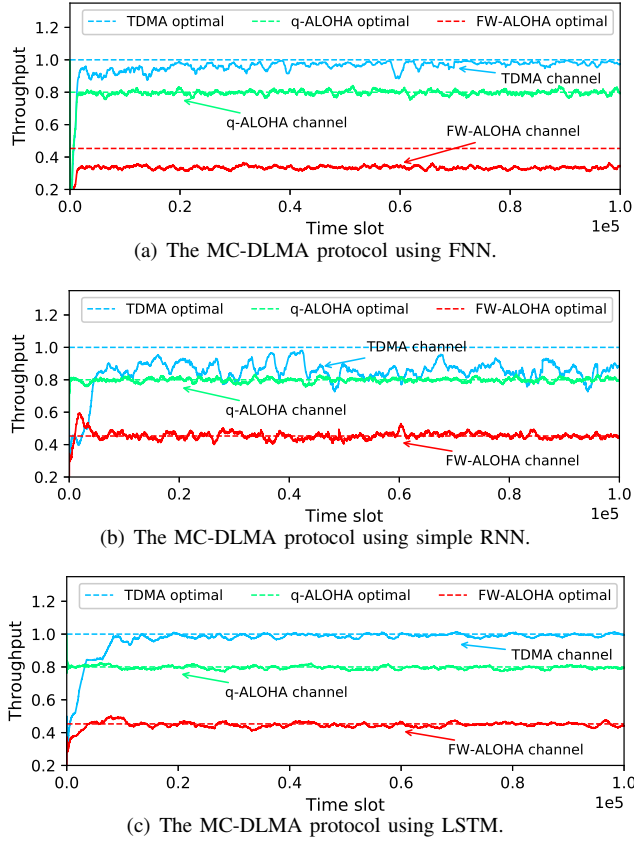 TDMA optimal q-ALOHA optimal FW-ALOHA optimal
1.2
1.0
0.8
0.6
0.4
0.2
Throughput
TDMA channel
q-ALOHA channel
FW-ALOHA channel
0.0 0.2 0.4 0.6 0.8 1.0
Time slot
1e5
(a) The MC-DLMA protocol using FNN.
TDMA optimal q-ALOHA optimal FW-ALOHA optimal
1.2
1.0
0.8
0.6
0.4
0.2
Throughput
TDMA channel
q-ALOHA channel
FW-ALOHA channel
0.0 0.2 0.4 0.6 0.8 1.0
Time slot
1e5
(b) The MC-DLMA protocol using simple RNN.
TDMA optimal q-ALOHA optimal FW-ALOHA optimal
1.2
1.0
0.8
0.6
0.4
0.2
Throughput
TDMA channel
q-ALOHA channel
FW-ALOHA channel
0.0 0.2 0.4 0.6 0.8 1.0
Time slot
1e5
(c) The MC-DLMA protocol using LSTM.